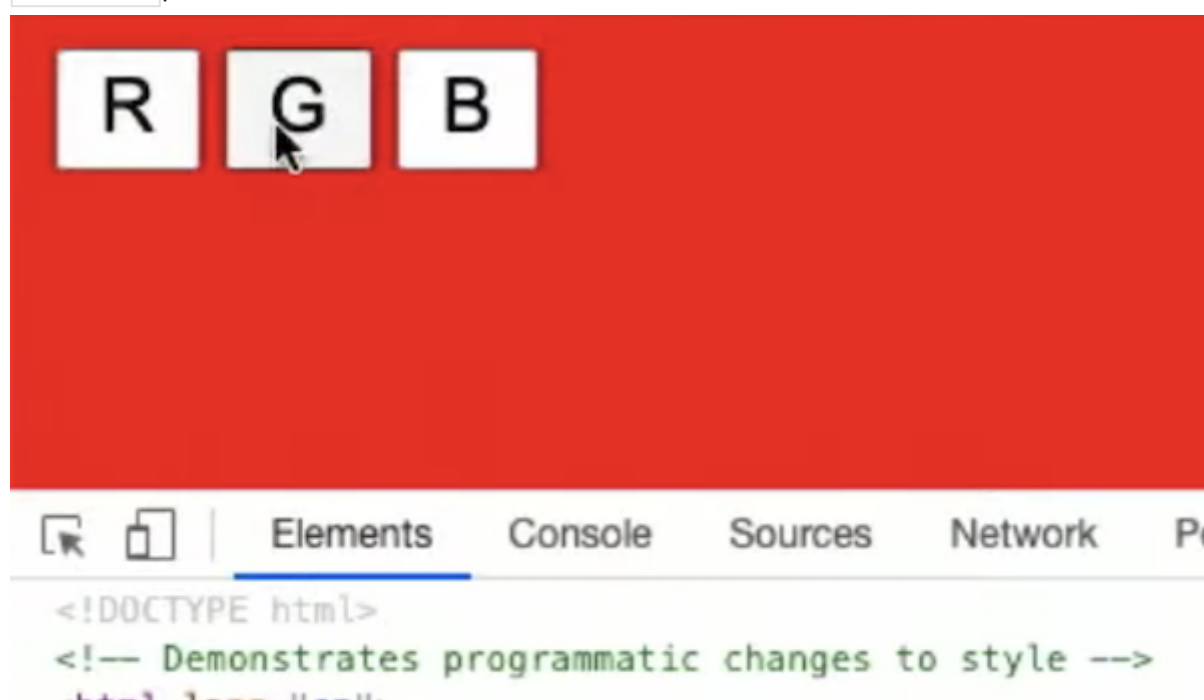 R G B
Elements Console Sources Network
<!DOCTYPE html>
<!-- Demonstrates programmatic changes to style -->